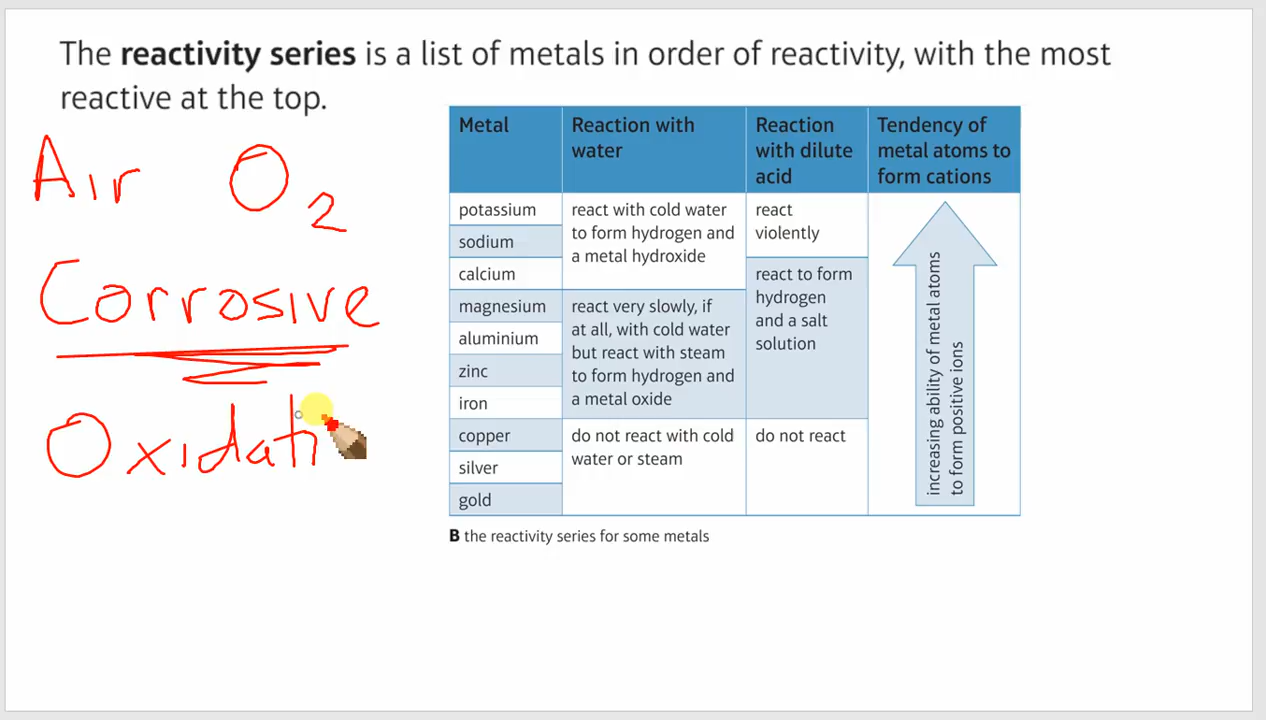 The reactivity series is a list of metals in order of reactivity, with the most
reactive at the top.
Air O2
Corrosive
Oxidati
Metal
Reaction with
water
Reaction
with dilute
acid
Tendency of
metal atoms to
form cations
potassium
sodium
calcium
react with cold water
to form hydrogen and
a metal hydroxide
react
violently
magnesium
aluminium
zinc
iron
react very slowly, if
at all, with cold water
but react with steam
to form hydrogen and
a metal oxide
react to form
hydrogen
and a salt
solution
copper
silver
gold
do not react with cold
water or steam
do not react
increasing ability of metal atoms
to form positive ions
B the reactivity series for some metals